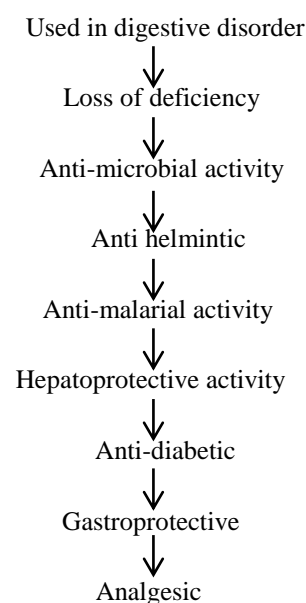 Used in digestive disorder
Loss of deficiency
Anti-microbial activity
Anti helmintic
Anti-malarial activity
Hepatoprotective activity
Anti-diabetic
Gastroprotective
Analgesic